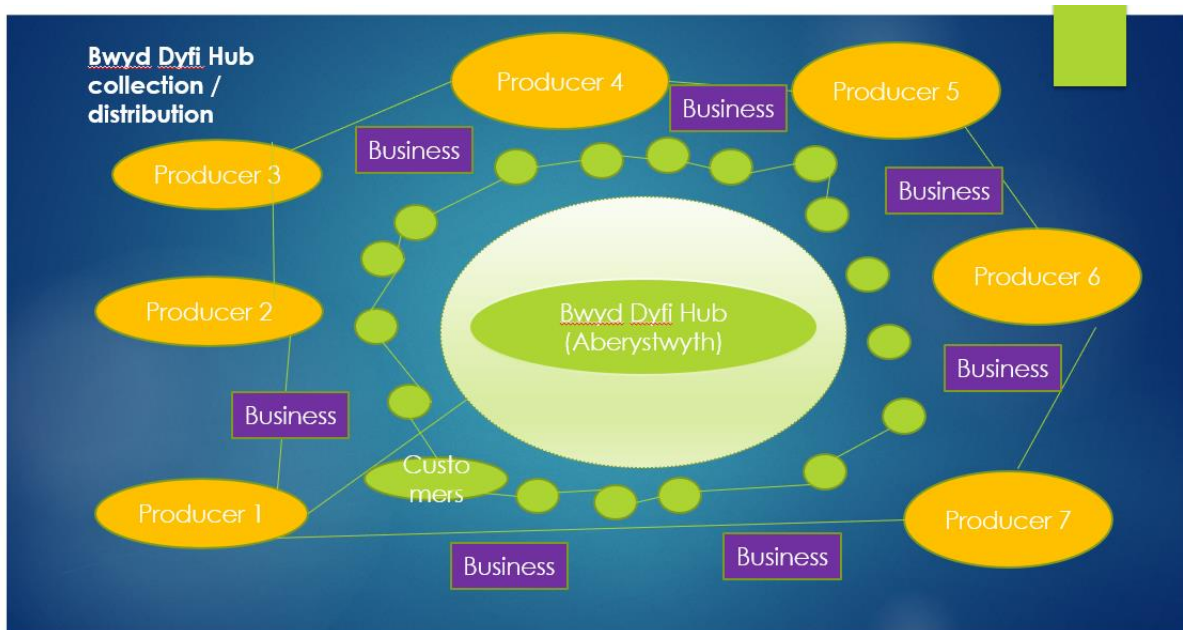 Bwyd Dyfi Hub
collection /
distribution
Producer 4
Producer 5
Business
Business
Producer 3
Business
Producer 6
Producer 2
Bwyd Dyfi Hub
(Aberystwyth)
Business
Business
Custo
mers
Producer 1
Producer 7
Business
Business